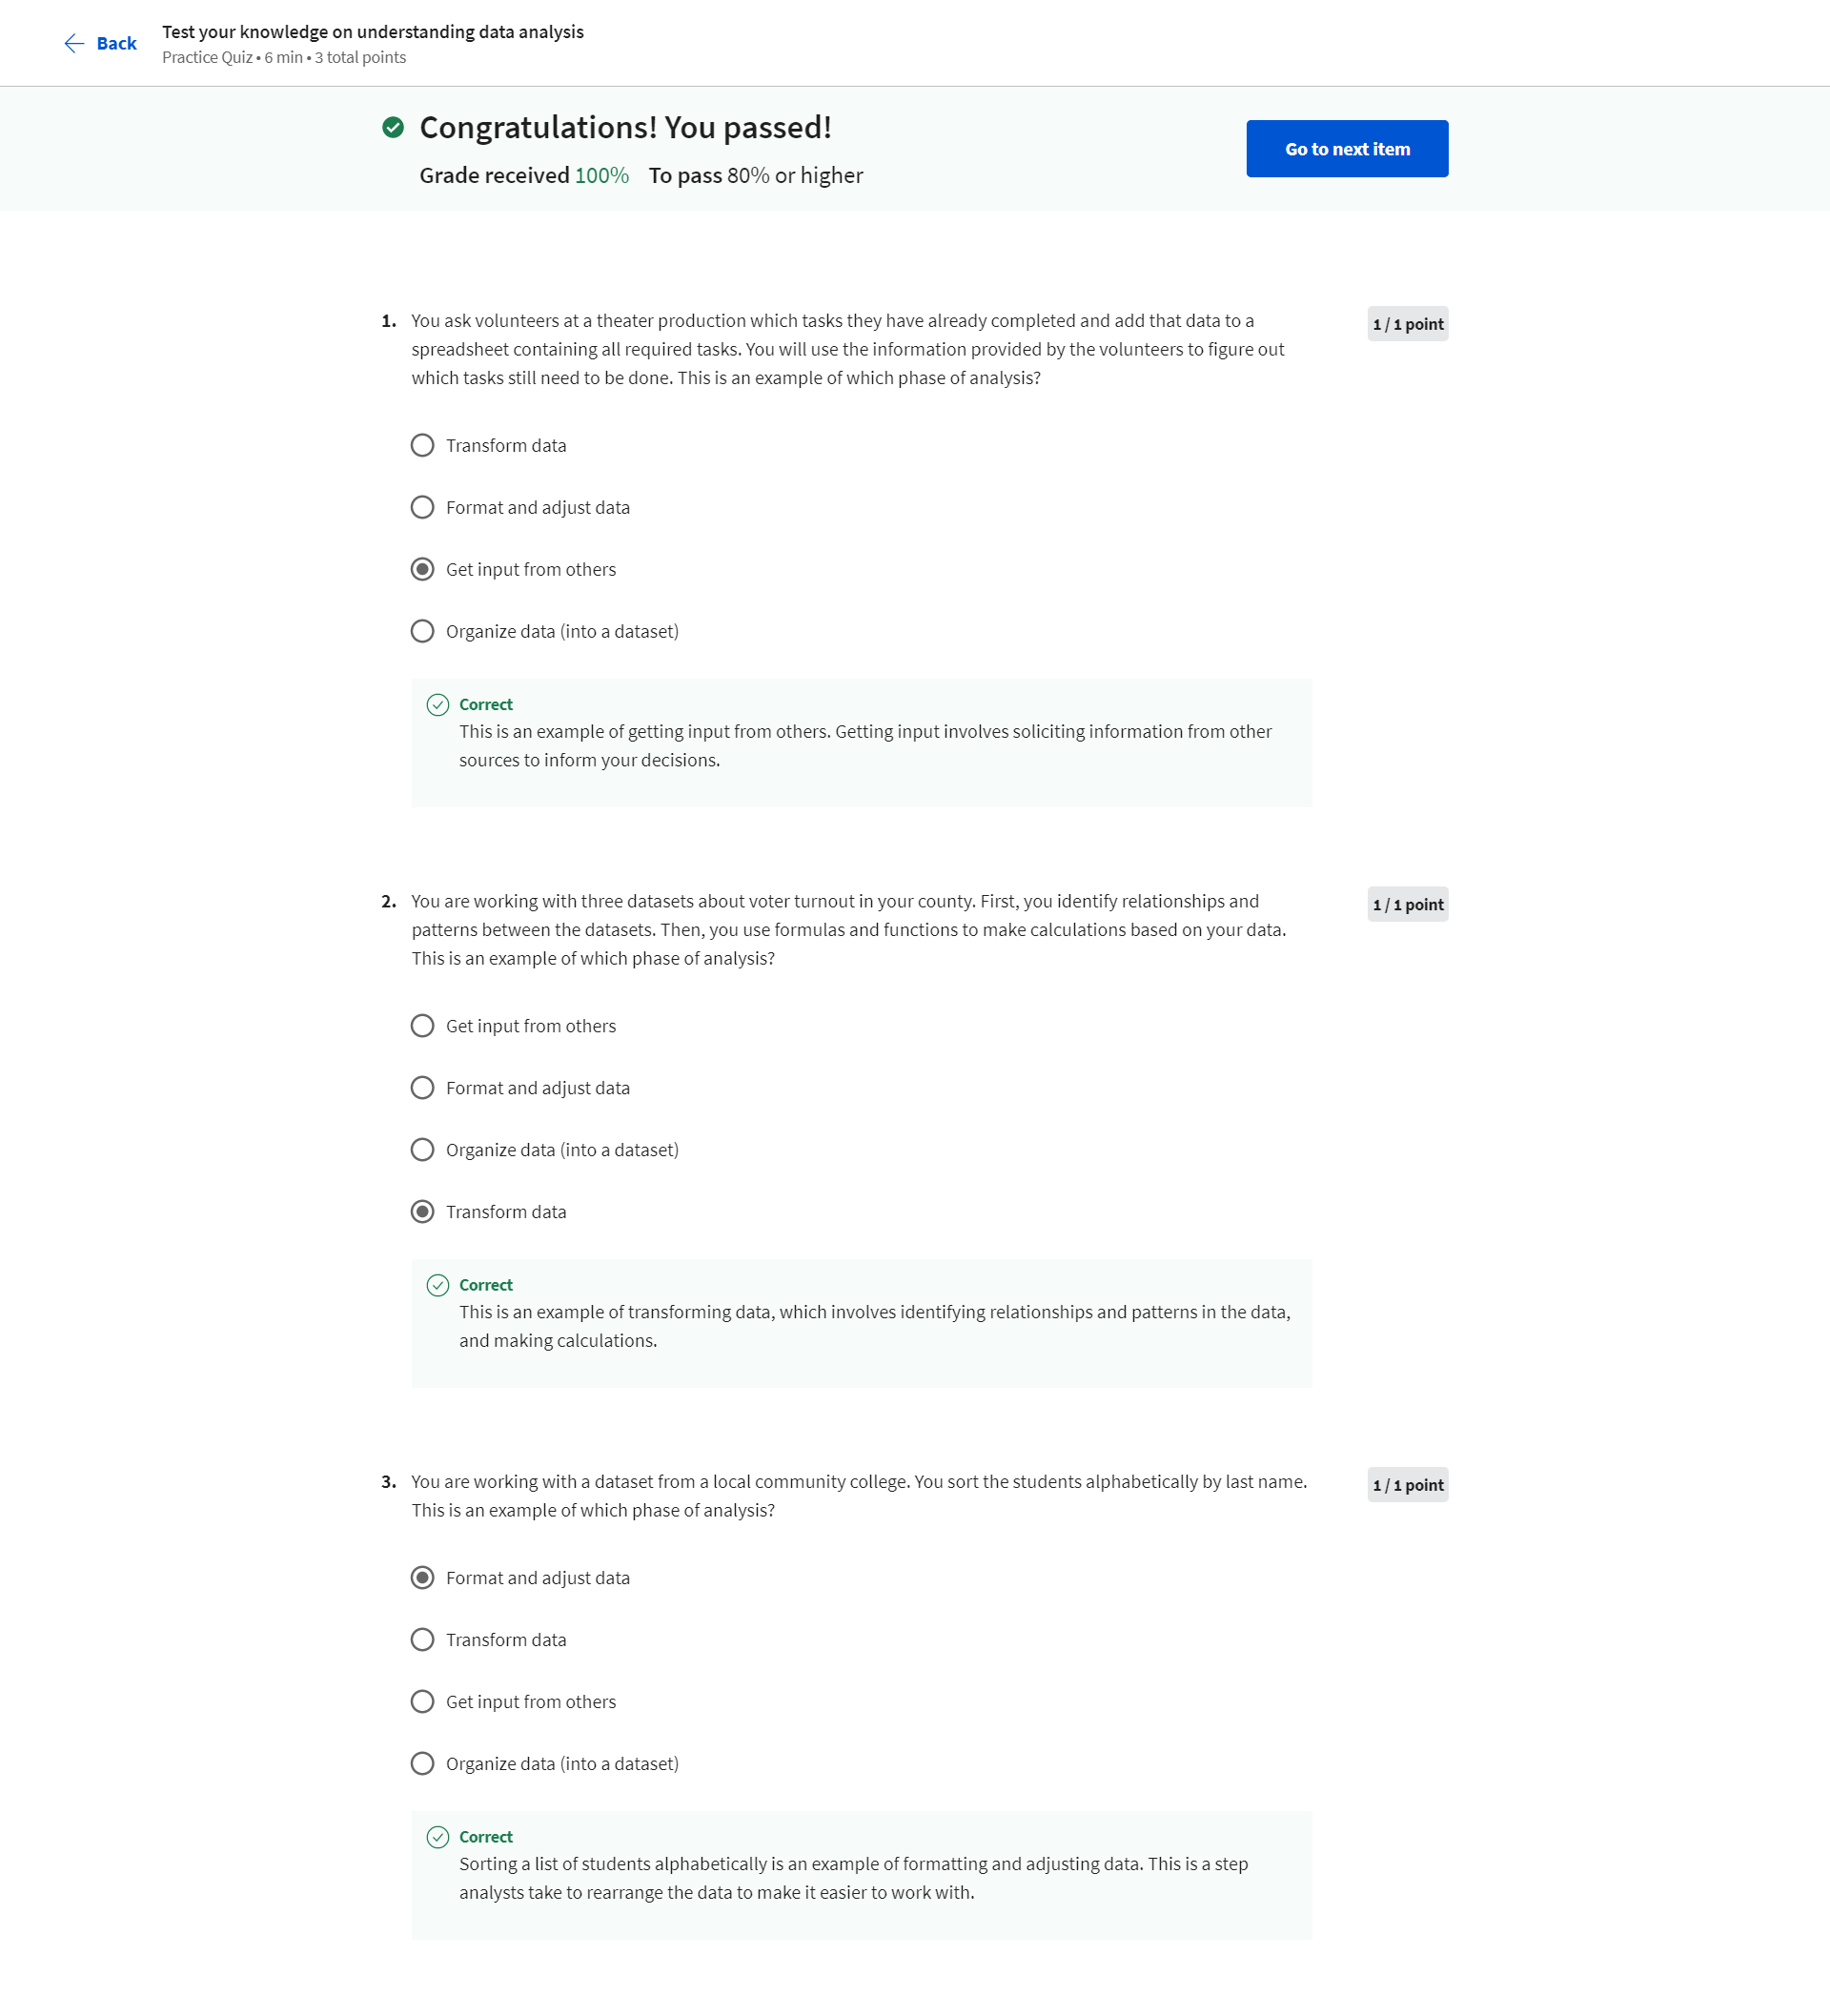 Back
Test your knowledge on understanding data analysis
Practice Quiz • 6 min • 3 total points
Congratulations! You passed!
Grade received 100% To pass 80% or higher
Go to next item
1. You ask volunteers at a theater production which tasks they have already completed and add that data to a
spreadsheet containing all required tasks. You will use the information provided by the volunteers to figure out
which tasks still need to be done. This is an example of which phase of analysis?
1 / 1 point
Transform data
Format and adjust data
Get input from others
Organize data (into a dataset)
Correct
This is an example of getting input from others. Getting input involves soliciting information from other
sources to inform your decisions.
2. You are working with three datasets about voter turnout in your county. First, you identify relationships and
patterns between the datasets. Then, you use formulas and functions to make calculations based on your data.
This is an example of which phase of analysis?
1 / 1 point
Get input from others
Format and adjust data
Organize data (into a dataset)
Transform data
Correct
This is an example of transforming data, which involves identifying relationships and patterns in the data,
and making calculations.
3. You are working with a dataset from a local community college. You sort the students alphabetically by last name.
This is an example of which phase of analysis?
1 / 1 point
Format and adjust data
Transform data
Get input from others
Organize data (into a dataset)
Correct
Sorting a list of students alphabetically is an example of formatting and adjusting data. This is a step
analysts take to rearrange the data to make it easier to work with.